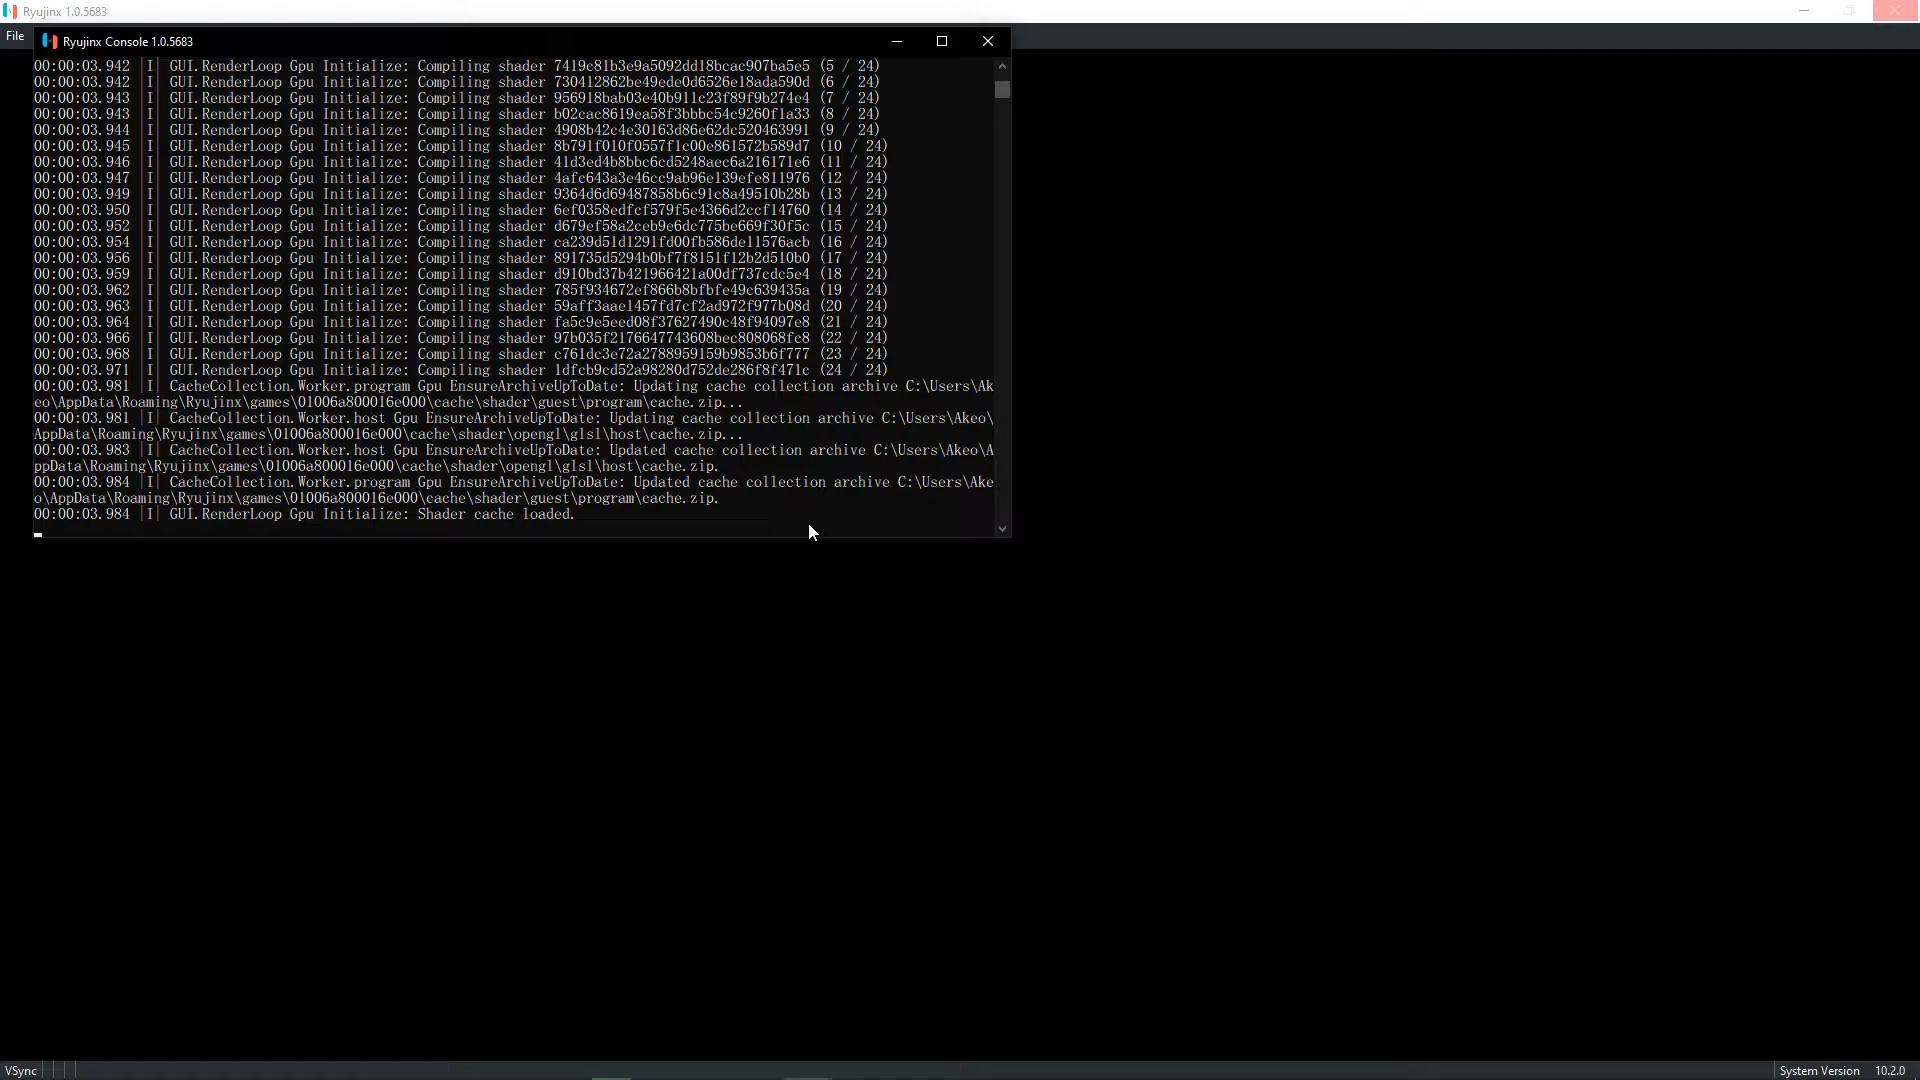 Ryujinx 1.0.5683
File
Ryujinx Console 1.0.5683
00:00:03.942 |I| GUI.RenderLoop Gpu Initialize: Compiling shader 7419c81b3e9a5092dd18bcac907ba5e5 (5 / 24)
00:00:03.942 |I| GUI.RenderLoop Gpu Initialize: Compiling shader 730412862be49ede0d6526e18ada590d (6 / 24)
00:00:03.943 |I| GUI.RenderLoop Gpu Initialize: Compiling shader 956918bab03e40b911c23f89f9b274e4 (7 / 24)
00:00:03.943 |I| GUI.RenderLoop Gpu Initialize: Compiling shader b02cac8619ea58f3bbbc54c9260f1a33 (8 / 24)
00:00:03.944 |I| GUI.RenderLoop Gpu Initialize: Compiling shader 4908b42c4e30163d86e62dc520463991 (9 / 24)
00:00:03.945 |I| GUI.RenderLoop Gpu Initialize: Compiling shader 8b791f010f0557f1c00e861572b589d7 (10 / 24)
00:00:03.946 |I| GUI.RenderLoop Gpu Initialize: Compiling shader 41d3ed4b8bbc6cd5248aec6a216171e6 (11 / 24)
00:00:03.947 |I| GUI.RenderLoop Gpu Initialize: Compiling shader 4afc643a3e46cc9ab96e139efe811976 (12 / 24)
00:00:03.949 |I| GUI.RenderLoop Gpu Initialize: Compiling shader 9364d6d69487858b6c91c8a49510b28b (13 / 24)
00:00:03.950 |I| GUI.RenderLoop Gpu Initialize: Compiling shader 6ef0358edfcf579f5e4366d2ccf14760 (14 / 24)
00:00:03.952 |I| GUI.RenderLoop Gpu Initialize: Compiling shader d679ef58a2ceb9e6dc775be669f30f5c (15 / 24)
00:00:03.954 |I| GUI.RenderLoop Gpu Initialize: Compiling shader ca239d51d1291fd00fb586de11576acb (16 / 24)
00:00:03.956 |I| GUI.RenderLoop Gpu Initialize: Compiling shader 891735d5294b0bf7f8151f12b2d510b0 (17 / 24)
00:00:03.959 |I| GUI.RenderLoop Gpu Initialize: Compiling shader d910bd37b421966421a00df737cdc5e4 (18 / 24)
00:00:03.962 |I| GUI.RenderLoop Gpu Initialize: Compiling shader 785f934672ef866b8bfbfe49c639435a (19 / 24)
00:00:03.963 |I| GUI.RenderLoop Gpu Initialize: Compiling shader 59aff3aae1457fd7cf2ad972f977b08d (20 / 24)
00:00:03.964 |I| GUI.RenderLoop Gpu Initialize: Compiling shader fa5c9e5eed08f37627490c48f94097e8 (21 / 24)
00:00:03.966 |I| GUI.RenderLoop Gpu Initialize: Compiling shader 97b035f2176647743608bec808068fc8 (22 / 24)
00:00:03.968 |I| GUI.RenderLoop Gpu Initialize: Compiling shader c761dc3e72a2788959159b9853b6f777 (23 / 24)
00:00:03.971 |I| GUI.RenderLoop Gpu Initialize: Compiling shader 1dfcb9cd52a98280d752de286f8f471c (24 / 24)
00:00:03.981 |I| CacheCollection.Worker.program Gpu EnsureArchiveUpToDate: Updating cache collection archive C:\Users\Ak
eo\AppData\Roaming\Ryujinx\games\01006a800016e000\cache\shader\guest\program\cache.zip...
00:00:03.981 |I| CacheCollection.Worker.host Gpu EnsureArchiveUpToDate: Updating cache collection archive C:\Users\Akeo\
AppData\Roaming\Ryujinx\games\01006a800016e000\cache\shader\opengl\glsl\host\cache.zip...
00:00:03.983 |I| CacheCollection.Worker.host Gpu EnsureArchiveUpToDate: Updated cache collection archive C:\Users\Akeo\A
ppData\Roaming\Ryujinx\games\01006a800016e000\cache\shader\opengl\glsl\host\cache.zip.
00:00:03.984 |I| CacheCollection.Worker.program Gpu EnsureArchiveUpToDate: Updated cache collection archive C:\Users\Ake
o\AppData\Roaming\Ryujinx\games\01006a800016e000\cache\shader\guest\program\cache.zip.
00:00:03.984 |I| GUI.RenderLoop Gpu Initialize: Shader cache loaded.
VSync
System Version 10.2.0